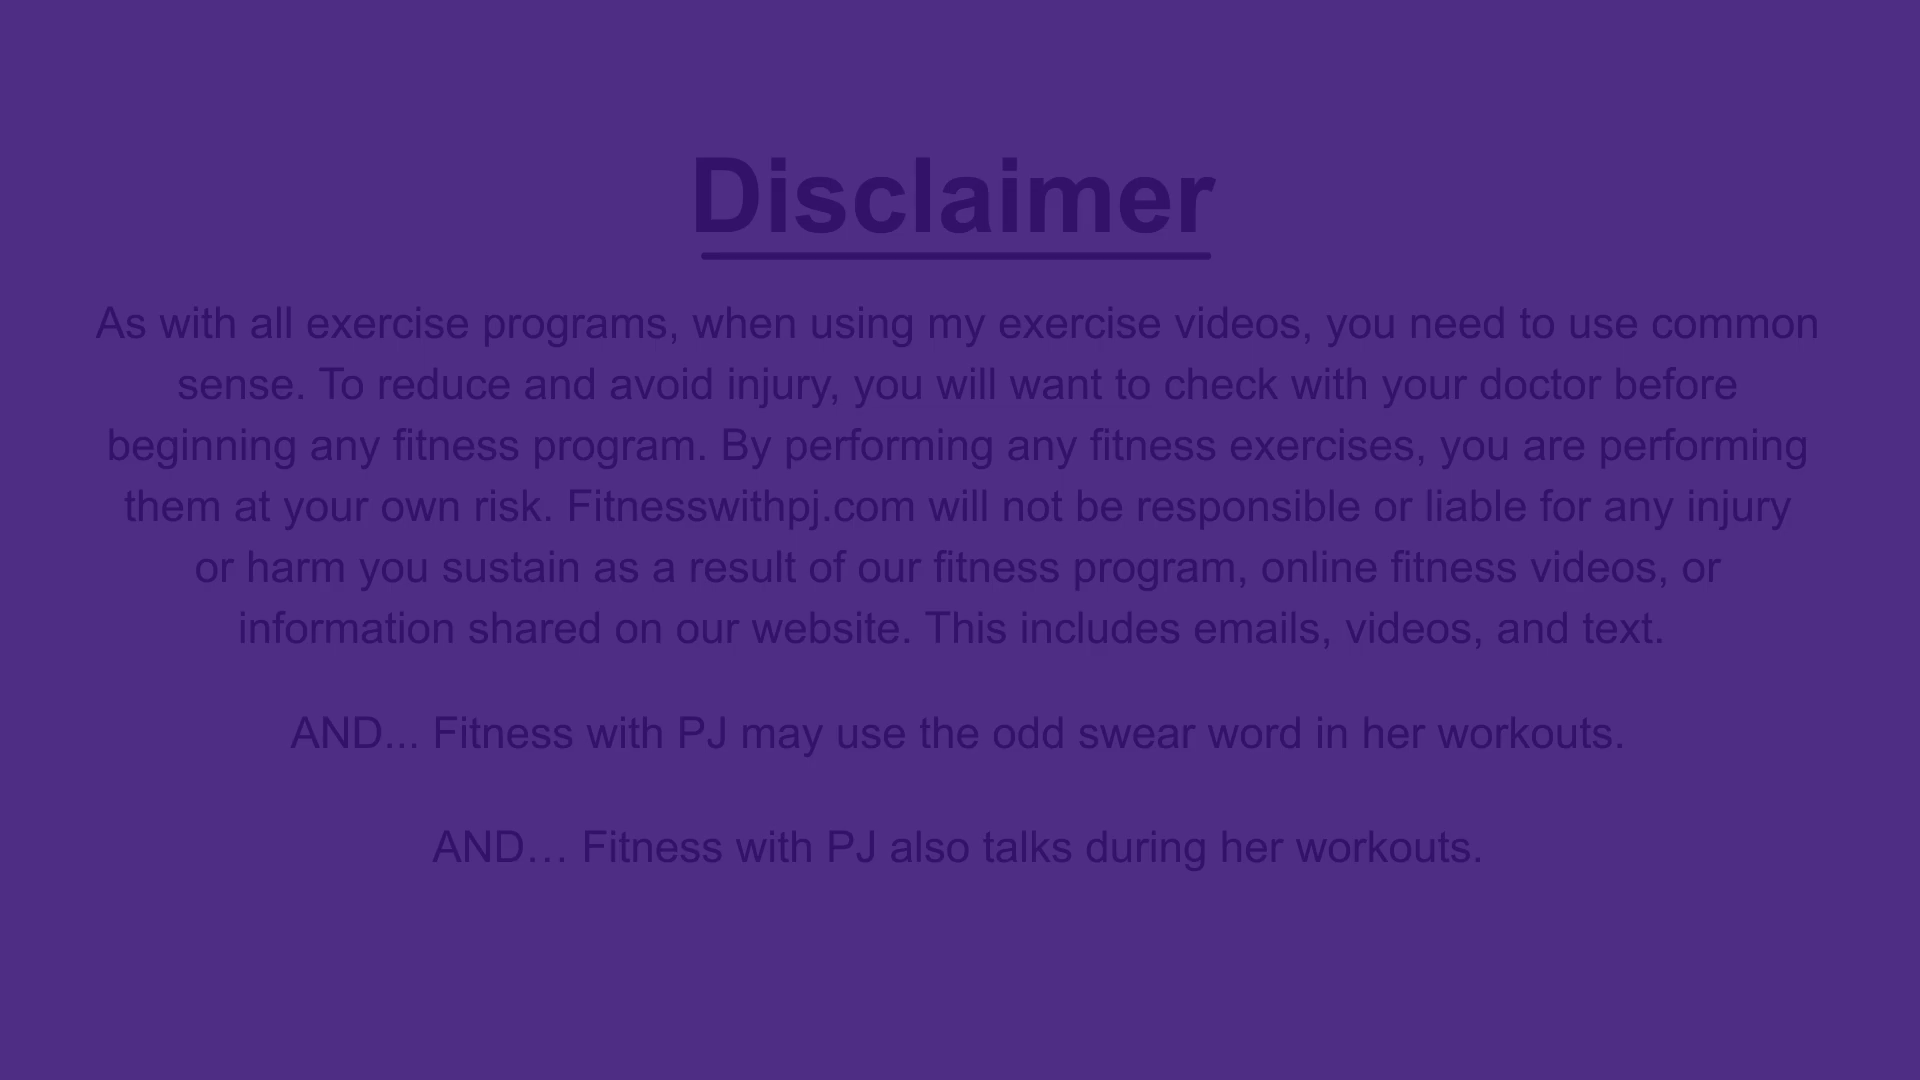 Disclaimer
As with all exercise programs, when using my exercise videos, you need to use common
sense. To reduce and avoid injury, you will want to check with your doctor before
beginning any fitness program. By performing any fitness exercises, you are performing
them at your own risk. Fitnesswithpj.com will not be responsible or liable for any injury
or harm you sustain as a result of our fitness program, online fitness videos, or
information shared on our website. This includes emails, videos, and text.
AND... Fitness with PJ may use the odd swear word in her workouts.
AND… Fitness with PJ also talks during her workouts.